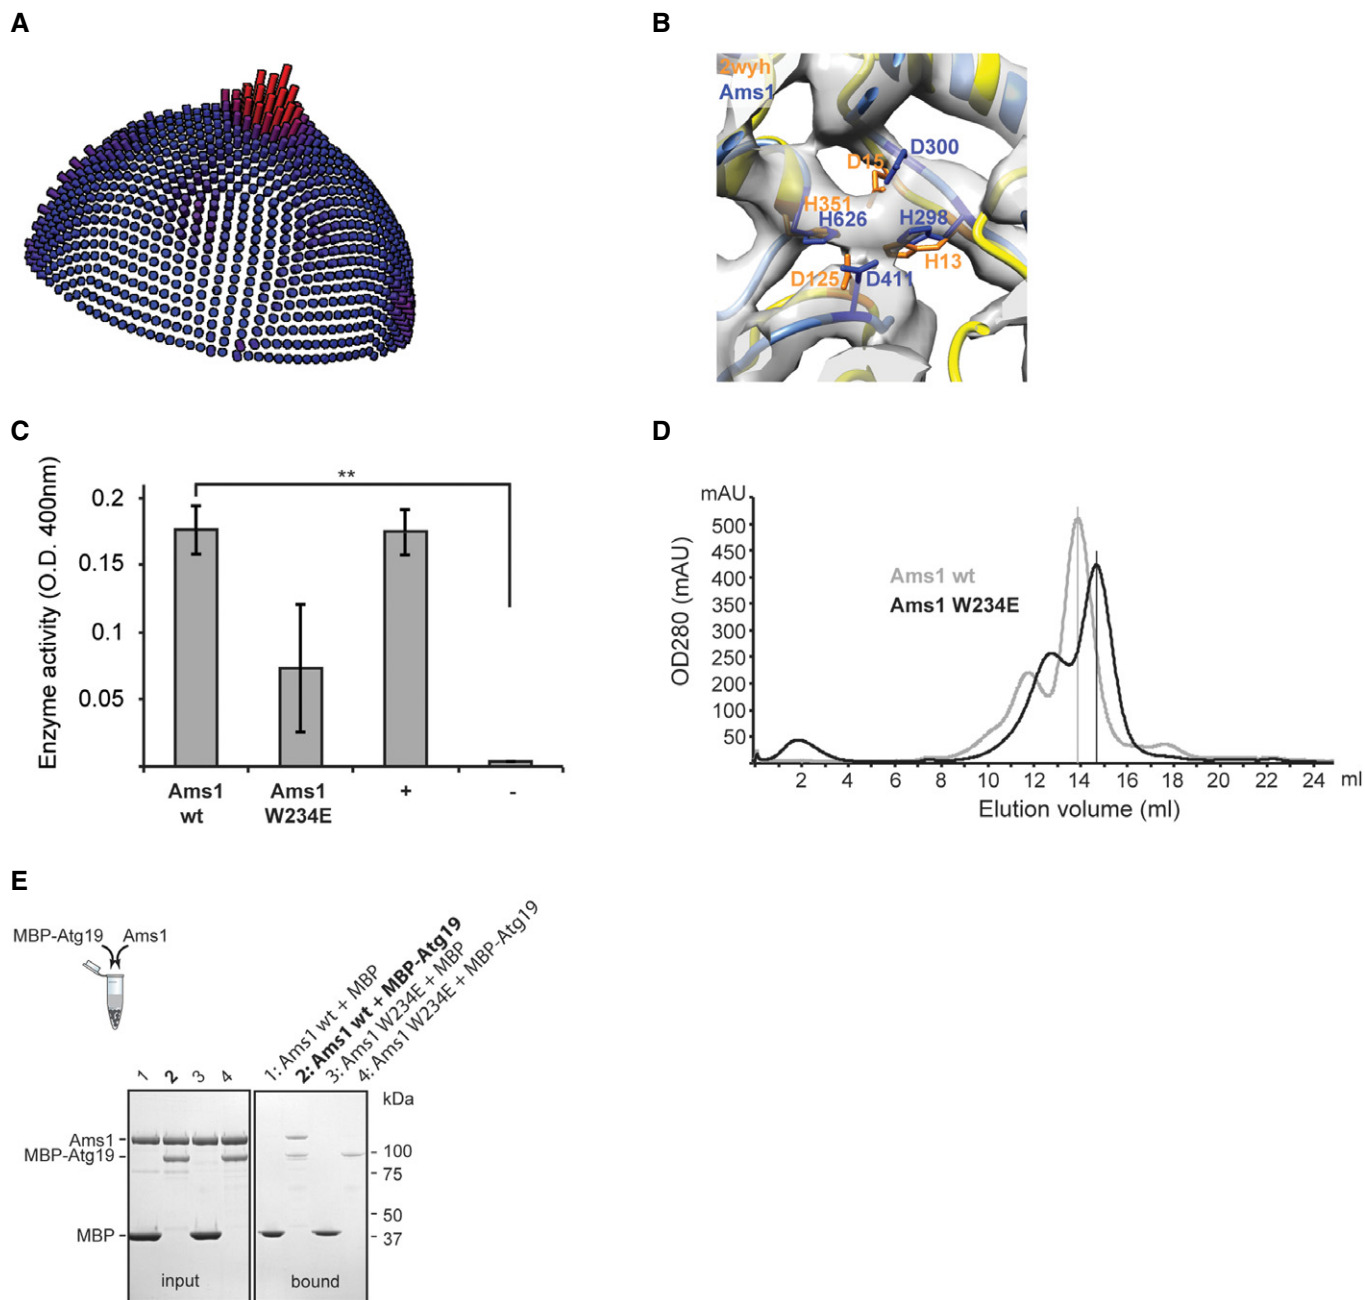 A
B
2wyh
Ams1
D15
D300
H351
H626
H298
H13
D125
D411
C
Enzyme activity (O.D. 400nm)
**
0.2
0.15
0.1
0.05
Ams1 wt
Ams1 W234E
+
-
D
mAU
OD280 (mAU)
500
450
400
350
300
250
200
150
100
50
Ams1 wt
Ams1 W234E
2 4 6 8 10 12 14 16 18 20 22 24 ml
Elution volume (ml)
E
MBP-Atg19
Ams1
1: Ams1 wt + MBP
2: Ams1 wt + MBP-Atg19
3: Ams1 W234E + MBP
4: Ams1 W234E + MBP-Atg19
1 2 3 4
kDa
Ams1
MBP-Atg19
MBP
100
75
50
37
input
bound